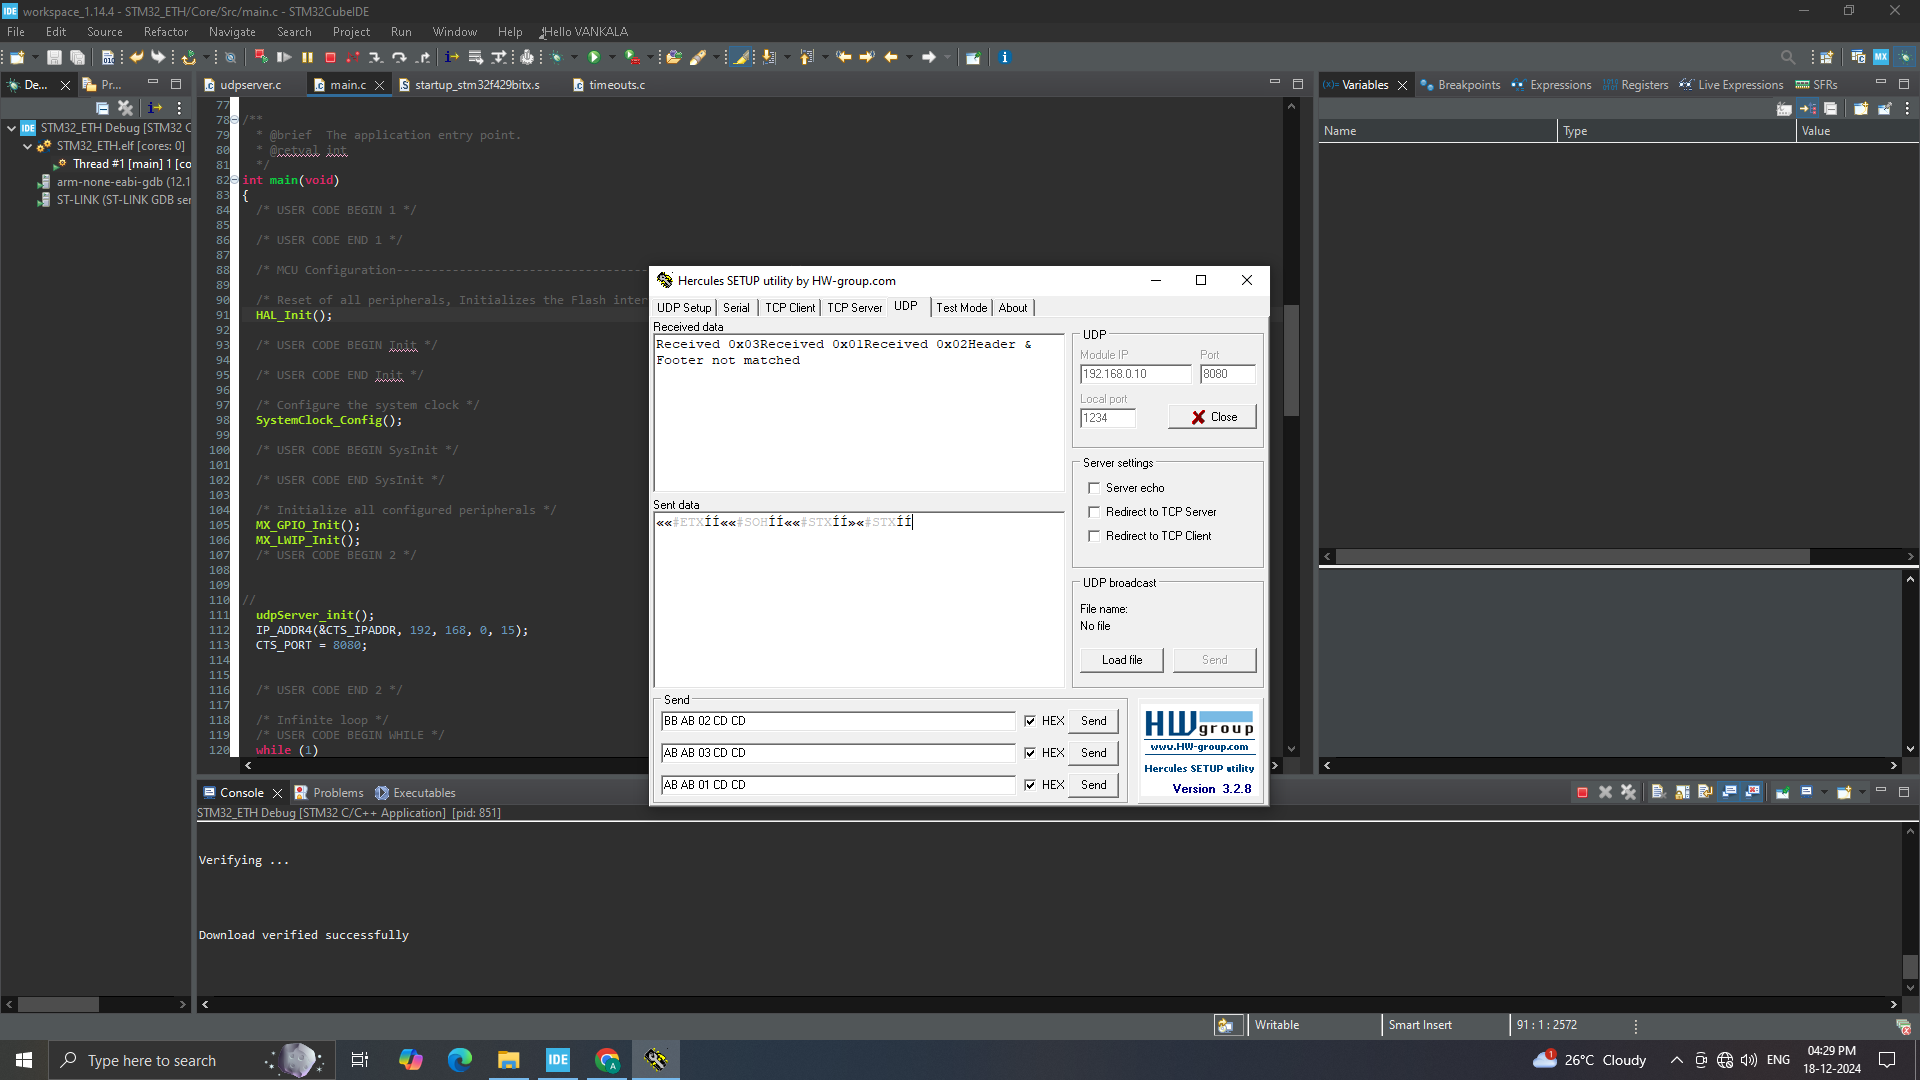 workspace_1.14.4 - STM32_ETH/Core/Src/main.c - STM32CubeIDE
File Edit Source Refactor Navigate Search Project Run Window Help Hello VANKALA
De... Pr...
STM32_ETH Debug [STM32 C
STM32_ETH.elf [cores: 0]
Thread #1 [main] 1 [co
arm-none-eabi-gdb (12.1
ST-LINK (ST-LINK GDB ser
udpserver.c main.c startup_stm32f429bitx.s timeouts.c
77
78 /**
79 * @brief The application entry point.
80 * @retval int
81 */
82 int main(void)
83 {
84 /* USER CODE BEGIN 1 */
85
86 /* USER CODE END 1 */
87
88 /* MCU Configuration------------------------------------
89
90 /* Reset of all peripherals, Initializes the Flash inter
91 HAL_Init();
92
93 /* USER CODE BEGIN Init */
94
95 /* USER CODE END Init */
96
97 /* Configure the system clock */
98 SystemClock_Config();
99
100 /* USER CODE BEGIN SysInit */
101
102 /* USER CODE END SysInit */
103
104 /* Initialize all configured peripherals */
105 MX_GPIO_Init();
106 MX_LWIP_Init();
107 /* USER CODE BEGIN 2 */
108
109
110 //
111 udpServer_init();
112 IP_ADDR4(&CTS_IPADDR, 192, 168, 0, 15);
113 CTS_PORT = 8080;
114
115
116 /* USER CODE END 2 */
117
118 /* Infinite loop */
119 /* USER CODE BEGIN WHILE */
120 while (1)
Hercules SETUP utility by HW-group.com
UDP Setup Serial TCP Client TCP Server UDP Test Mode About
Received data
Received 0x03Received 0x01Received 0x02Header &
Footer not matched
Sent data
««#ETXÍÍ««#SOHÍÍ««#STXÍÍ»«#STXÍÍ
UDP
Module IP Port
192.168.0.10 8080
Local port
1234 Close
Server settings
Server echo
Redirect to TCP Server
Redirect to TCP Client
UDP broadcast
File name:
No file
Load file Send
Send
BB AB 02 CD CD HEX Send
AB AB 03 CD CD HEX Send
AB AB 01 CD CD HEX Send
HW group
www.HW-group.com
Hercules SETUP utility
Version 3.2.8
Variables Breakpoints Expressions Registers Live Expressions SFRs
Name Type Value
Console Problems Executables
STM32_ETH Debug [STM32 C/C++ Application] [pid: 851]
Verifying ...
Download verified successfully
Writable Smart Insert 91 : 1 : 2572
Type here to search
IDE
1 26°C Cloudy ENG 04:29 PM
18-12-2024